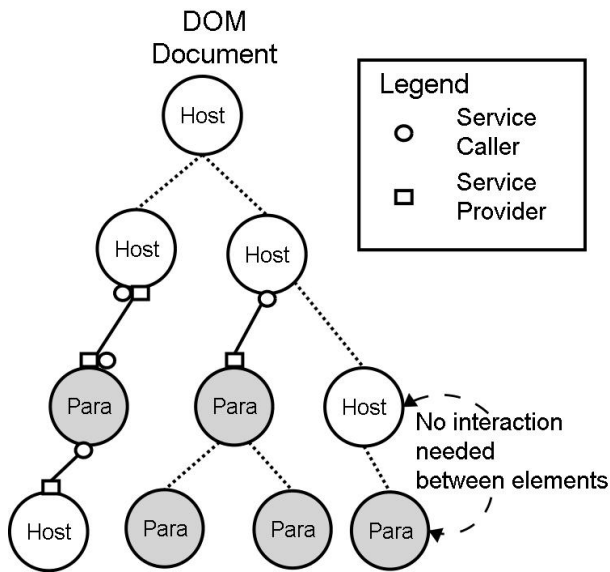 DOM
Document
Host
Legend
Service
Caller
Service
Provider
Host
Host
Para
Para
Host
No interaction
needed
between elements
Host
Para
Para
Para